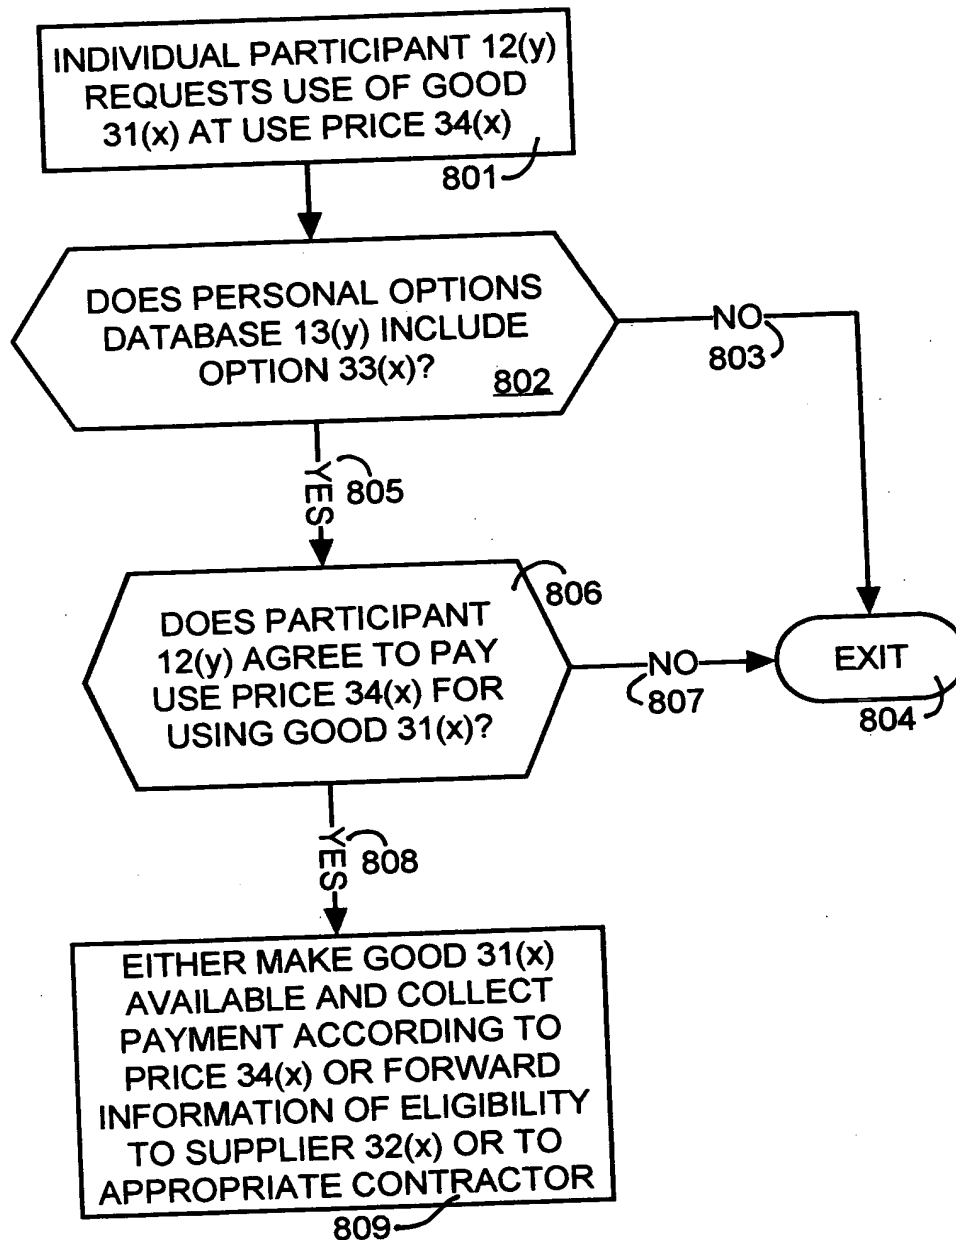 INDIVIDUAL PARTICIPANT 12(y)
REQUESTS USE OF GOOD
31(x) AT USE PRICE 34(x)
801
DOES PERSONAL OPTIONS
DATABASE 13(y) INCLUDE
OPTION 33(x)?
802
NO
803
YES
805
806
DOES PARTICIPANT
12(y) AGREE TO PAY
USE PRICE 34(x) FOR
USING GOOD 31(x)?
NO
807
EXIT
804
YES
808
EITHER MAKE GOOD 31(x)
AVAILABLE AND COLLECT
PAYMENT ACCORDING TO
PRICE 34(x) OR FORWARD
INFORMATION OF ELIGIBILITY
TO SUPPLIER 32(x) OR TO
APPROPRIATE CONTRACTOR
809